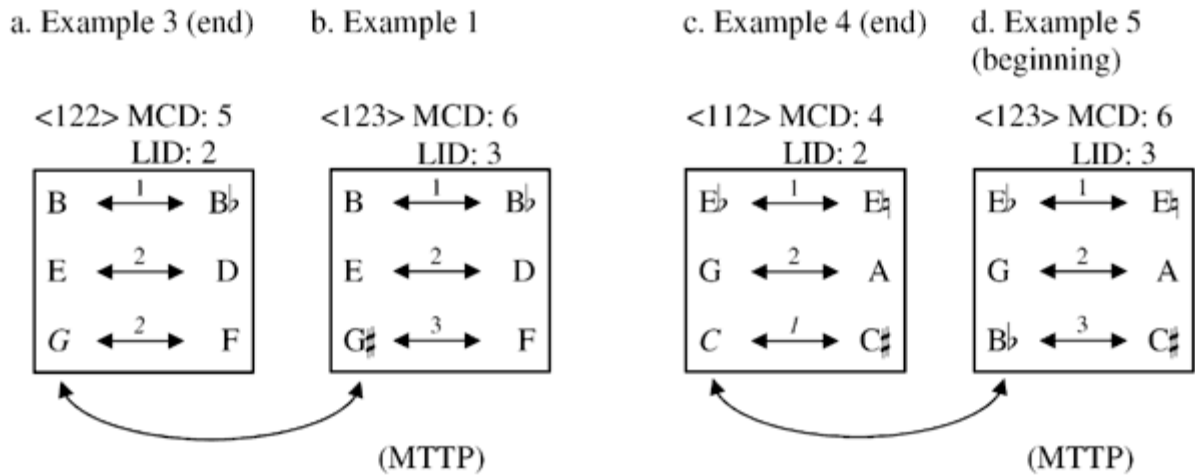 a. Example 3 (end) b. Example 1 c. Example 4 (end) d. Example 5
(beginning)
<122> MCD: 5 <123> MCD: 6 <112> MCD: 4 <123> MCD: 6
LID: 2 LID: 3 LID: 2 LID: 3
B 1 B♭ B 1 B♭ E♭ 1 E♮ E♭ 1 E♮
E 2 D E 2 D G 2 A G 2 A
G 2 F G♯ 3 F C 1 C♯ B♭ 3 C♯
(MTTP) (MTTP)